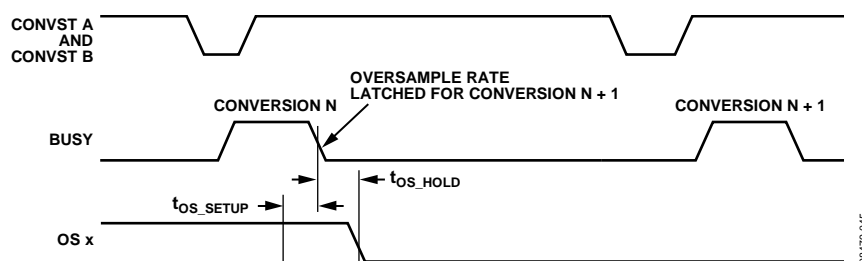 CONVST A
AND
CONVST B
OVERSAMPLE RATE
LATCHED FOR CONVERSION N + 1
CONVERSION N
CONVERSION N + 1
BUSY
tOS_HOLD
tOS_SETUP
OS x